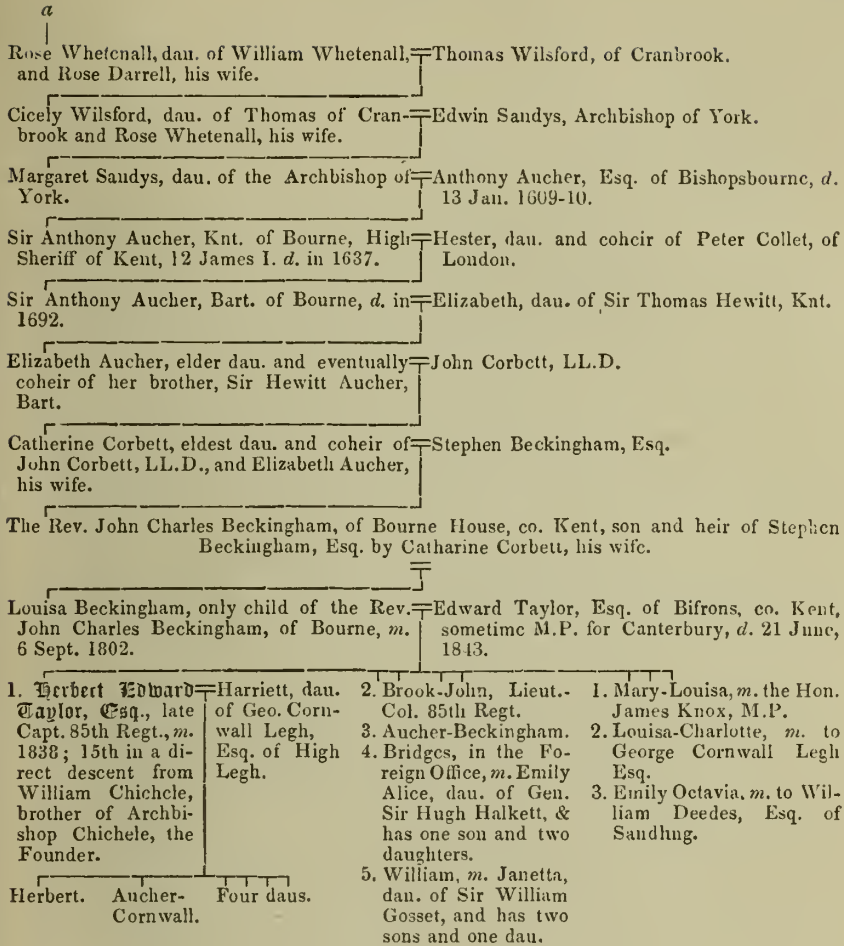 a
Rose Whetenall, dau. of William Whetenall,
and Rose Darrell, his wife.
Thomas Wilsford, of Cranbrook.
Cicely Wilsford, dau. of Thomas of Cran-
brook and Rose Whetenall, his wife.
Edwin Sandys, Archbishop of York.
Margaret Sandys, dau. of the Archbishop of
York.
Anthony Aucher, Esq. of Bishopsbourne, d.
13 Jan. 1609-10.
Sir Anthony Aucher, Knt. of Bourne, High
Sheriff of Kent, 12 James I. d. in 1637.
Hester, dau. and coheir of Peter Collet, of
London.
Sir Anthony Aucher, Bart. of Bourne, d. in
1692.
Elizabeth, dau. of Sir Thomas Hewitt, Knt.
Elizabeth Aucher, elder dau. and eventually
coheir of her brother, Sir Hewitt Aucher,
Bart.
John Corbett, LL.D.
Catherine Corbett, eldest dau. and coheir of
John Corbett, LL.D., and Elizabeth Aucher,
his wife.
Stephen Beckingham, Esq.
The Rev. John Charles Beckingham, of Bourne House, co. Kent, son and heir of Stephen
Beckingham, Esq. by Catharine Corbett, his wife.
Louisa Beckingham, only child of the Rev.
John Charles Beckingham, of Bourne, m.
6 Sept. 1802.
Edward Taylor, Esq. of Bifrons, co. Kent,
sometime M.P. for Canterbury, d. 21 June,
1843.
1. Herbert Edward
Taylor, Esq., late
Capt. 85th Regt., m.
1838; 15th in a di-
rect descent from
William Chichele,
brother of Archbi-
shop Chichele, the
Founder.
Harriett, dau.
of Geo. Corn-
wall Legh,
Esq. of High
Legh.
2. Brook-John, Lieut.-
Col. 85th Regt.
3. Aucher-Beckingham.
4. Bridges, in the Fo-
reign Office, m. Emily
Alice, dau. of Gen.
Sir Hugh Halkett, &
has one son and two
daughters.
5. William, m. Janetta,
dau. of Sir William
Gosset, and has two
sons and one dau.
1. Mary-Louisa, m. the Hon.
James Knox, M.P.
2. Louisa-Charlotte, m. to
George Cornwall Legh
Esq.
3. Emily Octavia, m. to Wil-
liam Deedes, Esq. of
Sandling.
Herbert.
Aucher-
Cornwall.
Four daus.